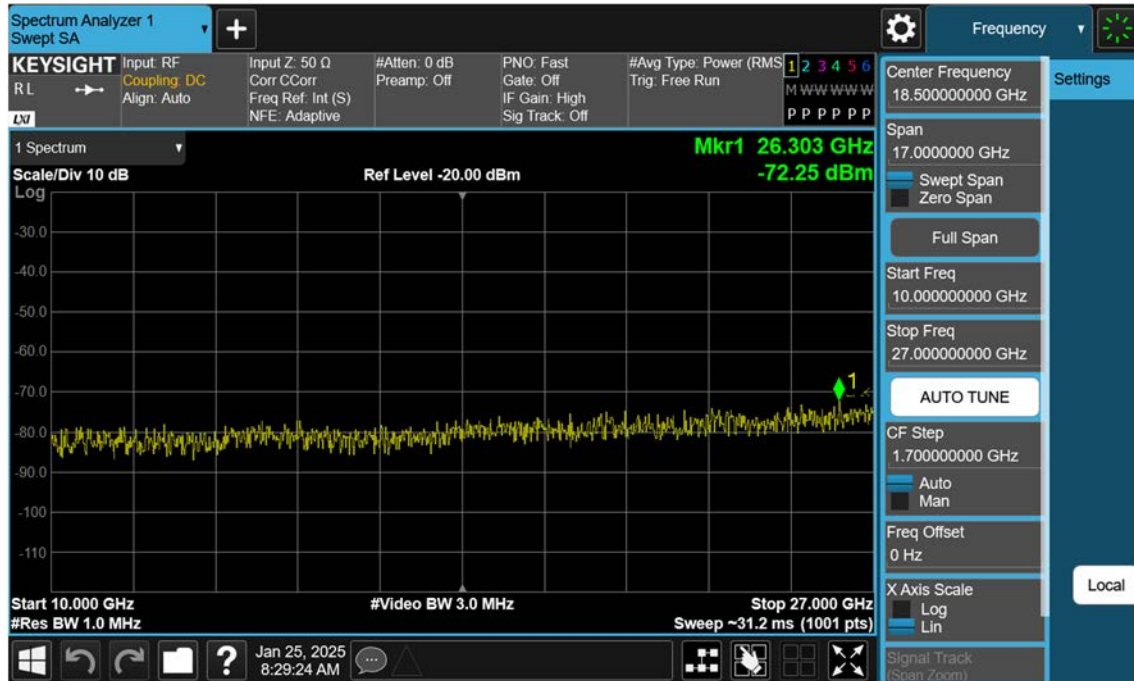 Spectrum Analyzer 1
Swept SA
Frequency
KEYSIGHT
RL
LXI
Input: RF
Coupling: DC
Align: Auto
Input Z: 50 Ω
Corr CCorr
Freq Ref: Int (S)
NFE: Adaptive
#Atten: 0 dB
Preamp: Off
PNO: Fast
Gate: Off
IF Gain: High
Sig Track: Off
#Avg Type: Power (RMS
Trig: Free Run
1 2 3 4 5 6
M W W W W W
P P P P P P
1 Spectrum
Scale/Div 10 dB
Log
Ref Level -20.00 dBm
Mkr1 26.303 GHz
-72.25 dBm
-30.0
-40.0
-50.0
-60.0
-70.0
-80.0
-90.0
-100
-110
1
Start 10.000 GHz
#Res BW 1.0 MHz
#Video BW 3.0 MHz
Stop 27.000 GHz
Sweep ~31.2 ms (1001 pts)
Center Frequency
18.500000000 GHz
Span
17.0000000 GHz
Swept Span
Zero Span
Full Span
Start Freq
10.000000000 GHz
Stop Freq
27.000000000 GHz
AUTO TUNE
CF Step
1.700000000 GHz
Auto
Man
Freq Offset
0 Hz
X Axis Scale
Log
Lin
Signal Track
(Span Zoom)
Settings
Local
?
Jan 25, 2025
8:29:24 AM